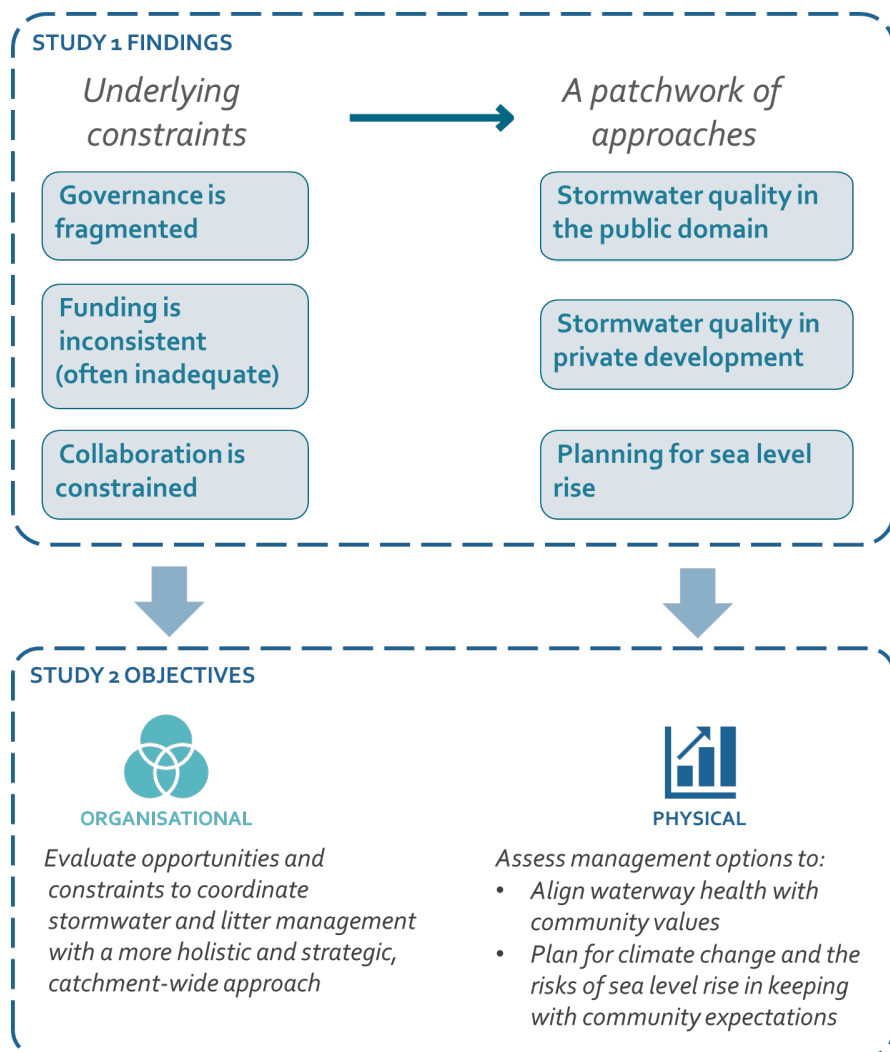 STUDY 1 FINDINGS
Underlying
constraints
A patchwork of
approaches
Governance is
fragmented
Funding is
inconsistent
(often inadequate)
Collaboration is
constrained
Stormwater quality in
the public domain
Stormwater quality in
private development
Planning for sea level
rise
STUDY 2 OBJECTIVES
ORGANISATIONAL
Evaluate opportunities and
constraints to coordinate
stormwater and litter management
with a more holistic and strategic,
catchment-wide approach
PHYSICAL
Assess management options to:
• Align waterway health with
community values
• Plan for climate change and the
risks of sea level rise in keeping
with community expectations